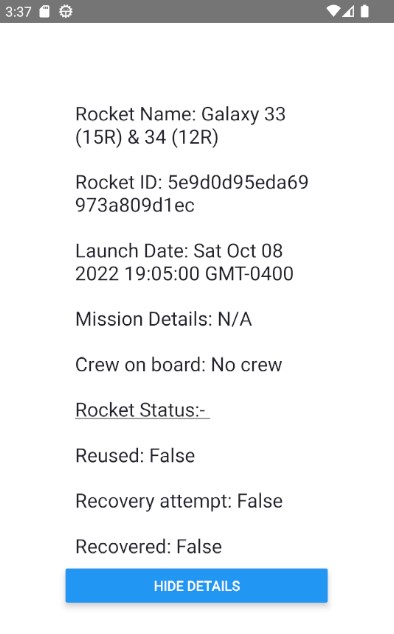 3:37
Rocket Name: Galaxy 33
(15R) & 34 (12R)
Rocket ID: 5e9d0d95eda69
973a809d1ec
Launch Date: Sat Oct 08
2022 19:05:00 GMT-0400
Mission Details: N/A
Crew on board: No crew
Rocket Status:-
Reused: False
Recovery attempt: False
Recovered: False
HIDE DETAILS